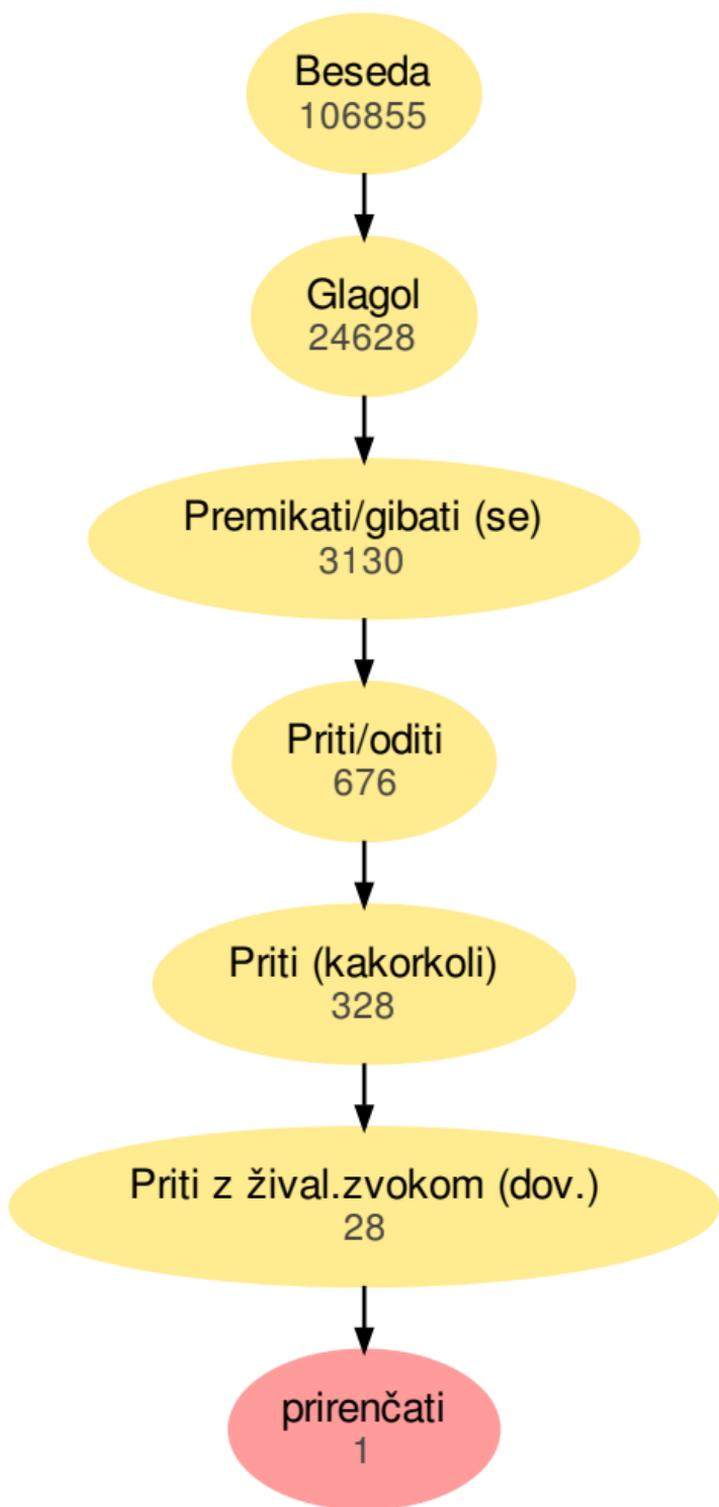 Beseda
106855
Glagol
24628
Premikati/gibati (se)
3130
Priti/oditi
676
Priti (kakorkoli)
328
Priti z žival.zvokom (dov.)
28
prirenčati
1